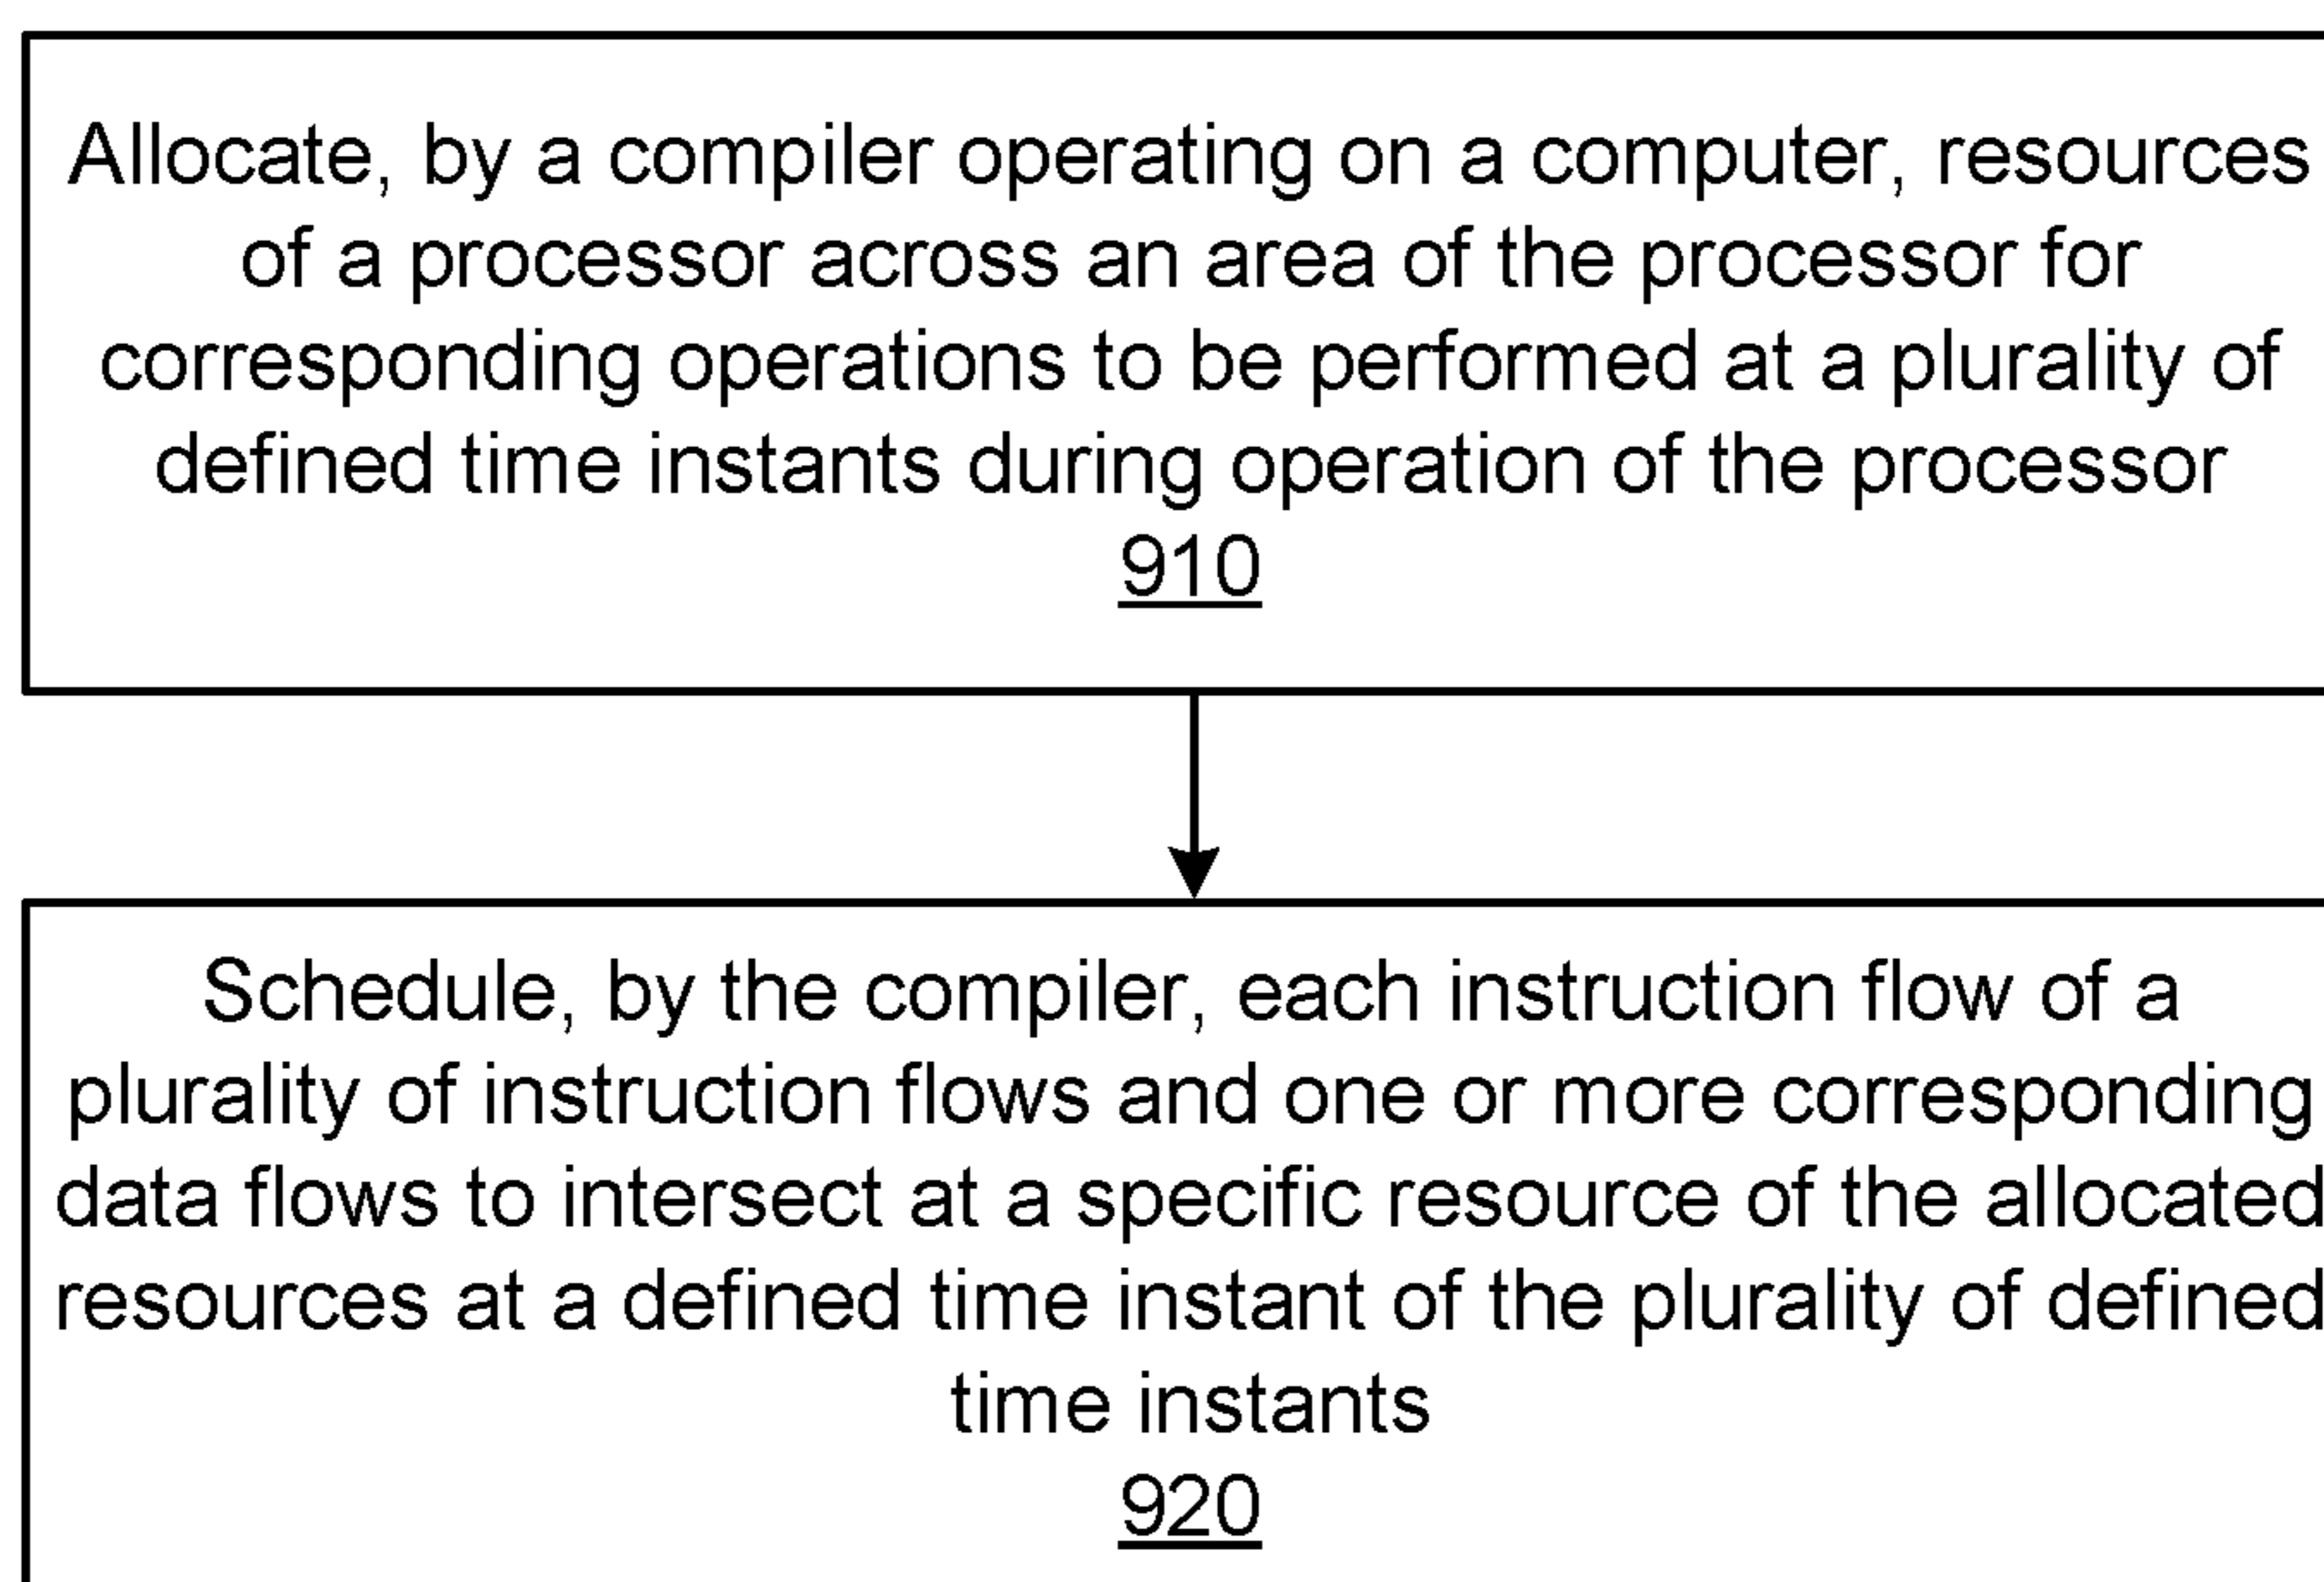 Allocate, by a compiler operating on a computer, resources
of a processor across an area of the processor for
corresponding operations to be performed at a plurality of
defined time instants during operation of the processor
910
Schedule, by the compiler, each instruction flow of a
plurality of instruction flows and one or more corresponding
data flows to intersect at a specific resource of the allocated
resources at a defined time instant of the plurality of defined
time instants
920